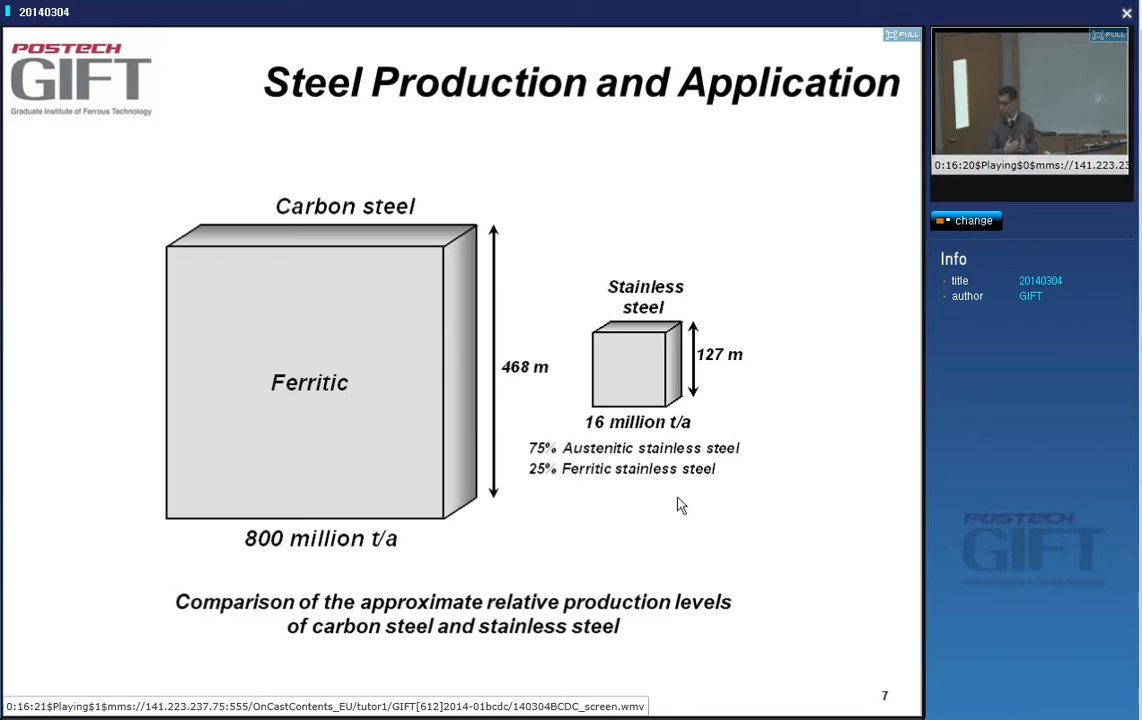 20140304
POSTECH
GIFT
Graduate Institute of Ferrous Technology
Steel Production and Application
FULL
FULL
0:16:20$Playing$0$mms://141.223.23
change
Info
title 20140304
author GIFT
Carbon steel
Ferritic
468 m
800 million t/a
Stainless
steel
127 m
16 million t/a
75% Austenitic stainless steel
25% Ferritic stainless steel
Comparison of the approximate relative production levels
of carbon steel and stainless steel
7
POSTECH
GIFT
0:16:21$Playing$1$mms://141.223.237.75:555/OnCastContents_EU/tutor1/GIFT[612]2014-01bcdc/140304BCDC_screen.wmv